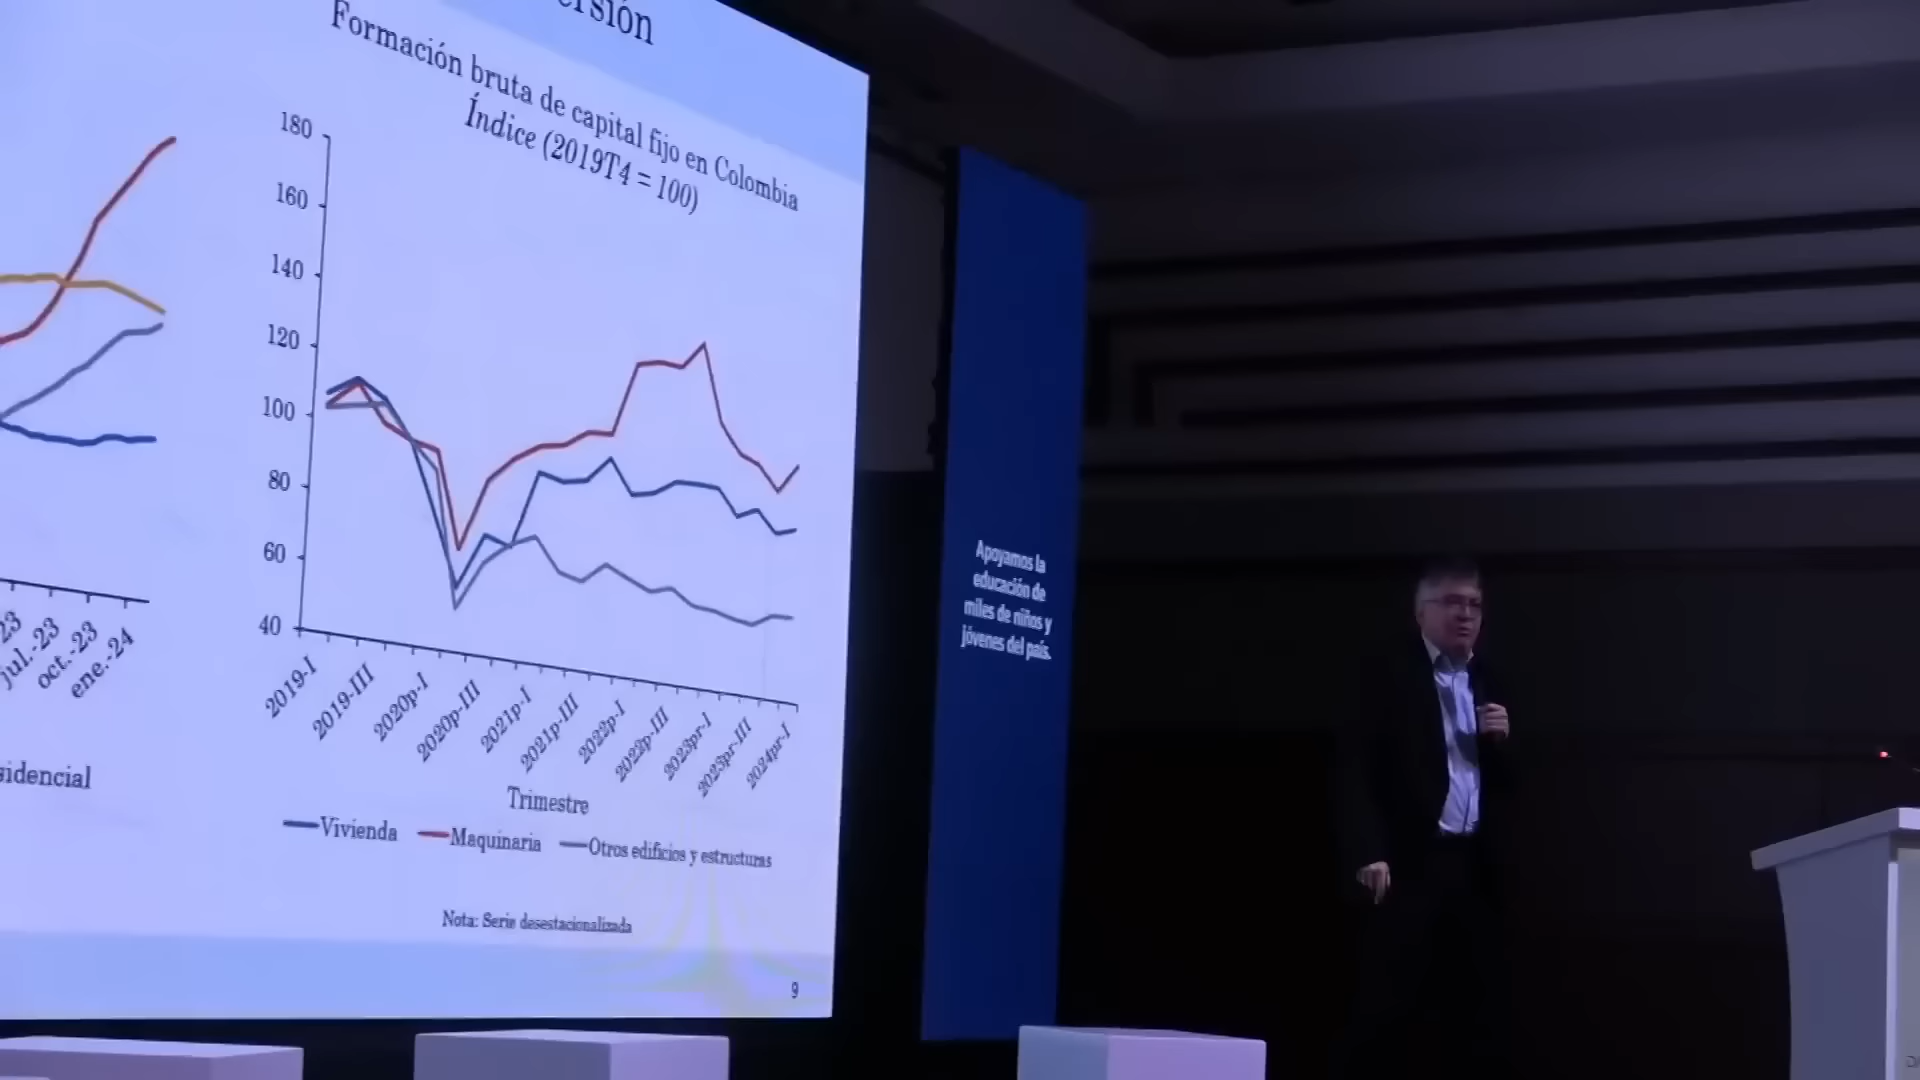 ersión
Formación bruta de capital fijo en Colombia
Índice (2019T4 = 100)
180
160
140
120
100
80
60
40
2019-I
2019-III
2020p-I
2020p-III
2021p-I
2021p-III
2022p-I
2022p-III
2023pr-I
2023pr-III
2024pr-I
Trimestre
Vivienda Maquinaria Otros edificios y estructuras
Nota: Serie desestacionalizada
9
23
jul.-23
oct.-23
ene.-24
sidencial
Apoyamos la
educación de
miles de niños y
jóvenes del país.